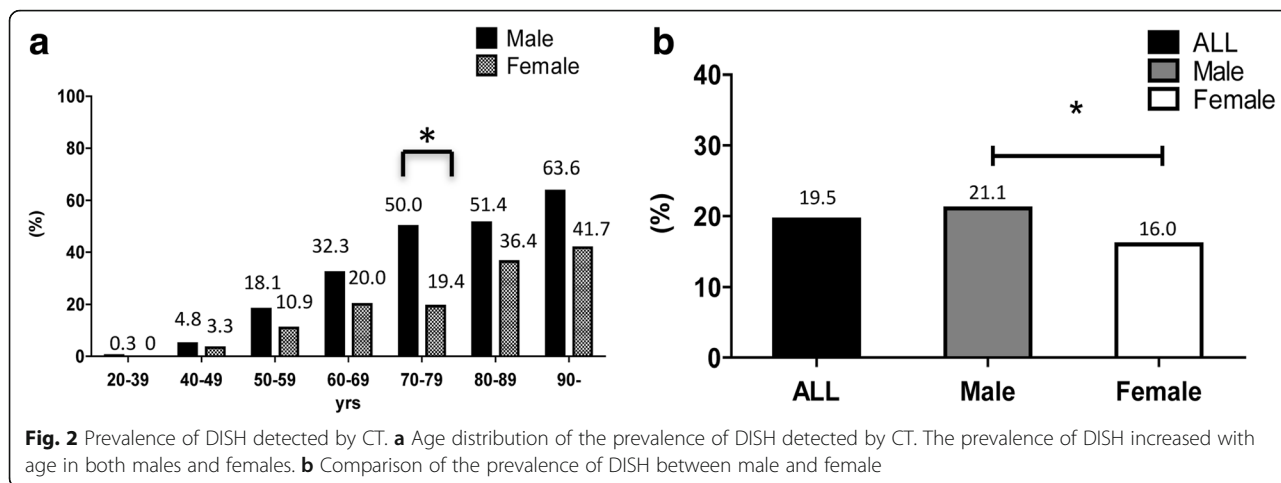 a
Male
Female
*
100
80
60
40
20
0
(%)
0.3 0
4.8 3.3
18.1 10.9
32.3 20.0
50.0 19.4
51.4 36.4
63.6 41.7
20-39 40-49 50-59 60-69 70-79 80-89 90-
yrs
b
ALL
Male
Female
*
40
30
20
10
0
(%)
19.5 21.1 16.0
ALL Male Female
Fig. 2 Prevalence of DISH detected by CT. a Age distribution of the prevalence of DISH detected by CT. The prevalence of DISH increased with
age in both males and females. b Comparison of the prevalence of DISH between male and female